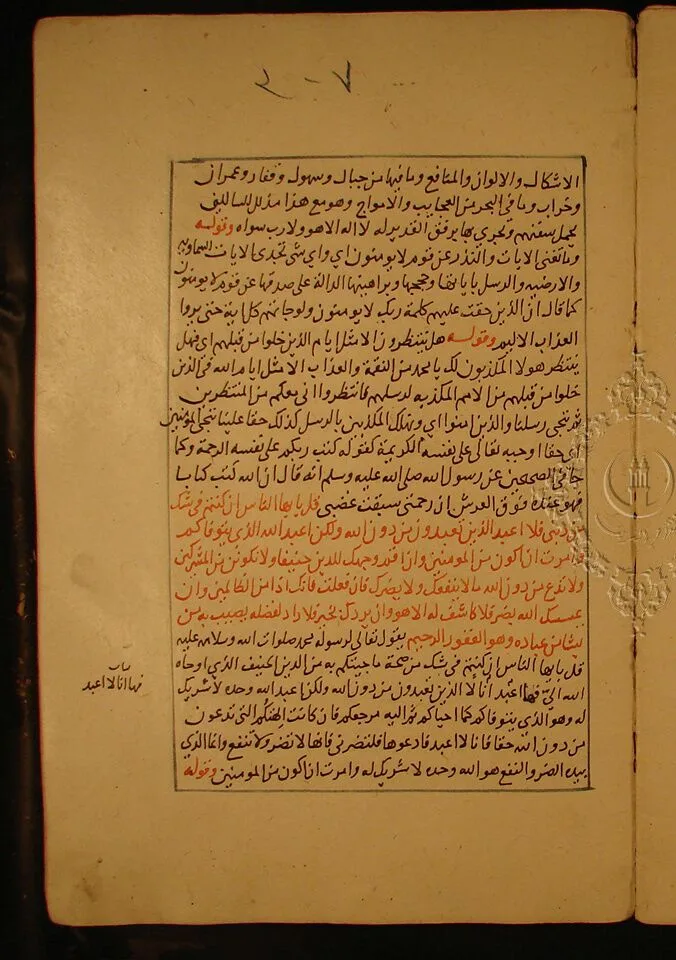 الاشكال والالوان والمنافع وما فيها من جبال وسهول وقفار وعمران
وخراب وما في البحر من العجايب والامواج وهو مع هذا مذلل للسالكين
يحمل سفنهم وتجري بها برفق القدير له لا اله الا هو ولا رب سواه وقوله
وما تغني الايات والنذر عن قوم لا يومنون اي واي شي تجدي الايات السماويه
والارضيه والرسل باياتها وحججها وبراهينها الدالة على صدقها عن قوم لا يومنون
كما قال ان الذين حقت عليهم كلمة ربك لا يومنون ولو جاتهم كل اية حتى يروا
العذاب الاليم وقوله هل ينتظرون الا مثل ايام الذين خلوا من قبلهم اي فهل
ينتظر هولا المكذبون لك يا محمد من النقمة والعذاب الا مثل ايام الله في الذين
خلوا من قبلهم من الامم المكذبه لرسلهم فانتظروا اني معكم من المنتظرين
ثم ننجي رسلنا والذين امنوا اي ونهلك المكذبين بالرسل كذلك حقا علينا ننجي المومنين
اي حقا اوجبه تعالى على نفسه الكريمة كقوله كتب ربكم على نفسه الرحمة وكما
جا في الصحيحين عن رسول الله صلى الله عليه وسلم انه قال ان الله كتب كتابا
فهو عنده فوق العرش ان رحمتي سبقت غضبي قل يا ايها الناس ان كنتم في شك
من ديني فلا اعبد الذين تعبدون من دون الله ولكن اعبد الله الذي يتوفاكم
وامرت ان اكون من المومنين وان اقم وجهك للدين حنيفا ولا تكونن من المشركين
ولا تدع من دون الله ما لا ينفعك ولا يضرك فان فعلت فانك اذا من الظالمين وان
يمسسك الله بضر فلا كاشف له الا هو وان يردك بخير فلا راد لفضله يصيب به من
يشا من عباده وهو الغفور الرحيم يقول تعالى لرسوله محمد صلوات الله وسلامه عليه
قل يا ايها الناس ان كنتم في شك من صحة ما جيتكم به من الدين الحنيف الذي اوحاه
الله الي فها انا لا اعبد الذين تعبدون من دون الله ولكن اعبد الله وحده لا شريك
له وهو الذي يتوفاكم كما احياكم ثم اليه مرجعكم فان كانت الهتكم التي تدعون
من دون الله حقا فانا لا اعبد فادعوها فلتضرني فانها لا تضر ولا تنفع وانما الذي
بيده الضر والنفع هو الله وحده لا شريك له وامرت ان اكون من المومنين وقوله
فها انا لا اعبد